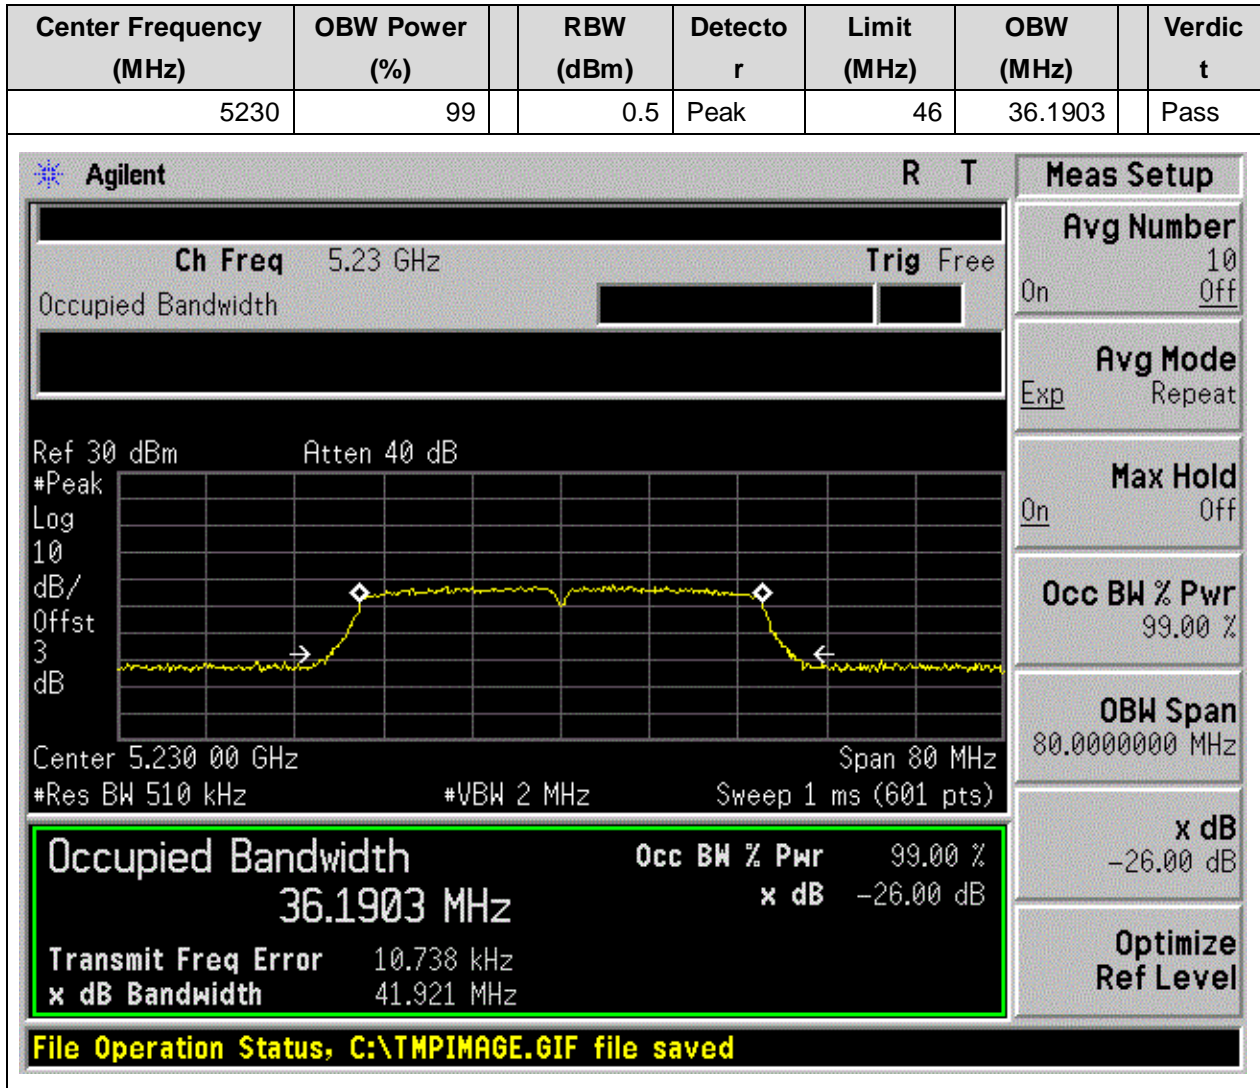 Center Frequency OBW Power RBW Detecto Limit OBW Verdic
(MHz) (%) (dBm) r (MHz) (MHz) t
5230 99 0.5 Peak 46 36.1903 Pass
Agilent R T Meas Setup
Ch Freq 5.23 GHz Trig Free
Occupied Bandwidth
Avg Number
10
On Off
Avg Mode
Exp Repeat
Max Hold
On Off
Occ BW % Pwr
99.00 %
OBW Span
80.0000000 MHz
x dB
-26.00 dB
Optimize
Ref Level
Ref 30 dBm Atten 40 dB
#Peak
Log
10
dB/
Offst
3
dB
Center 5.230 00 GHz Span 80 MHz
#Res BW 510 kHz #VBW 2 MHz Sweep 1 ms (601 pts)
Occupied Bandwidth Occ BW % Pwr 99.00 %
36.1903 MHz x dB -26.00 dB
Transmit Freq Error 10.738 kHz
x dB Bandwidth 41.921 MHz
File Operation Status, C:\TMPIMAGE.GIF file saved